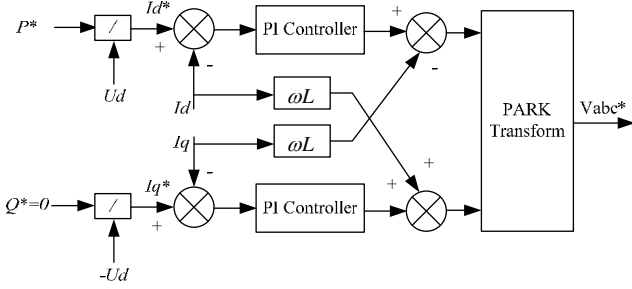 P*
/
Id*
+
-
PI Controller
+
-
Ud
Id
ωL
Iq
ωL
PARK
Transform
Vabc*
-
+
+
Q*=0
/
Iq*
+
PI Controller
-Ud